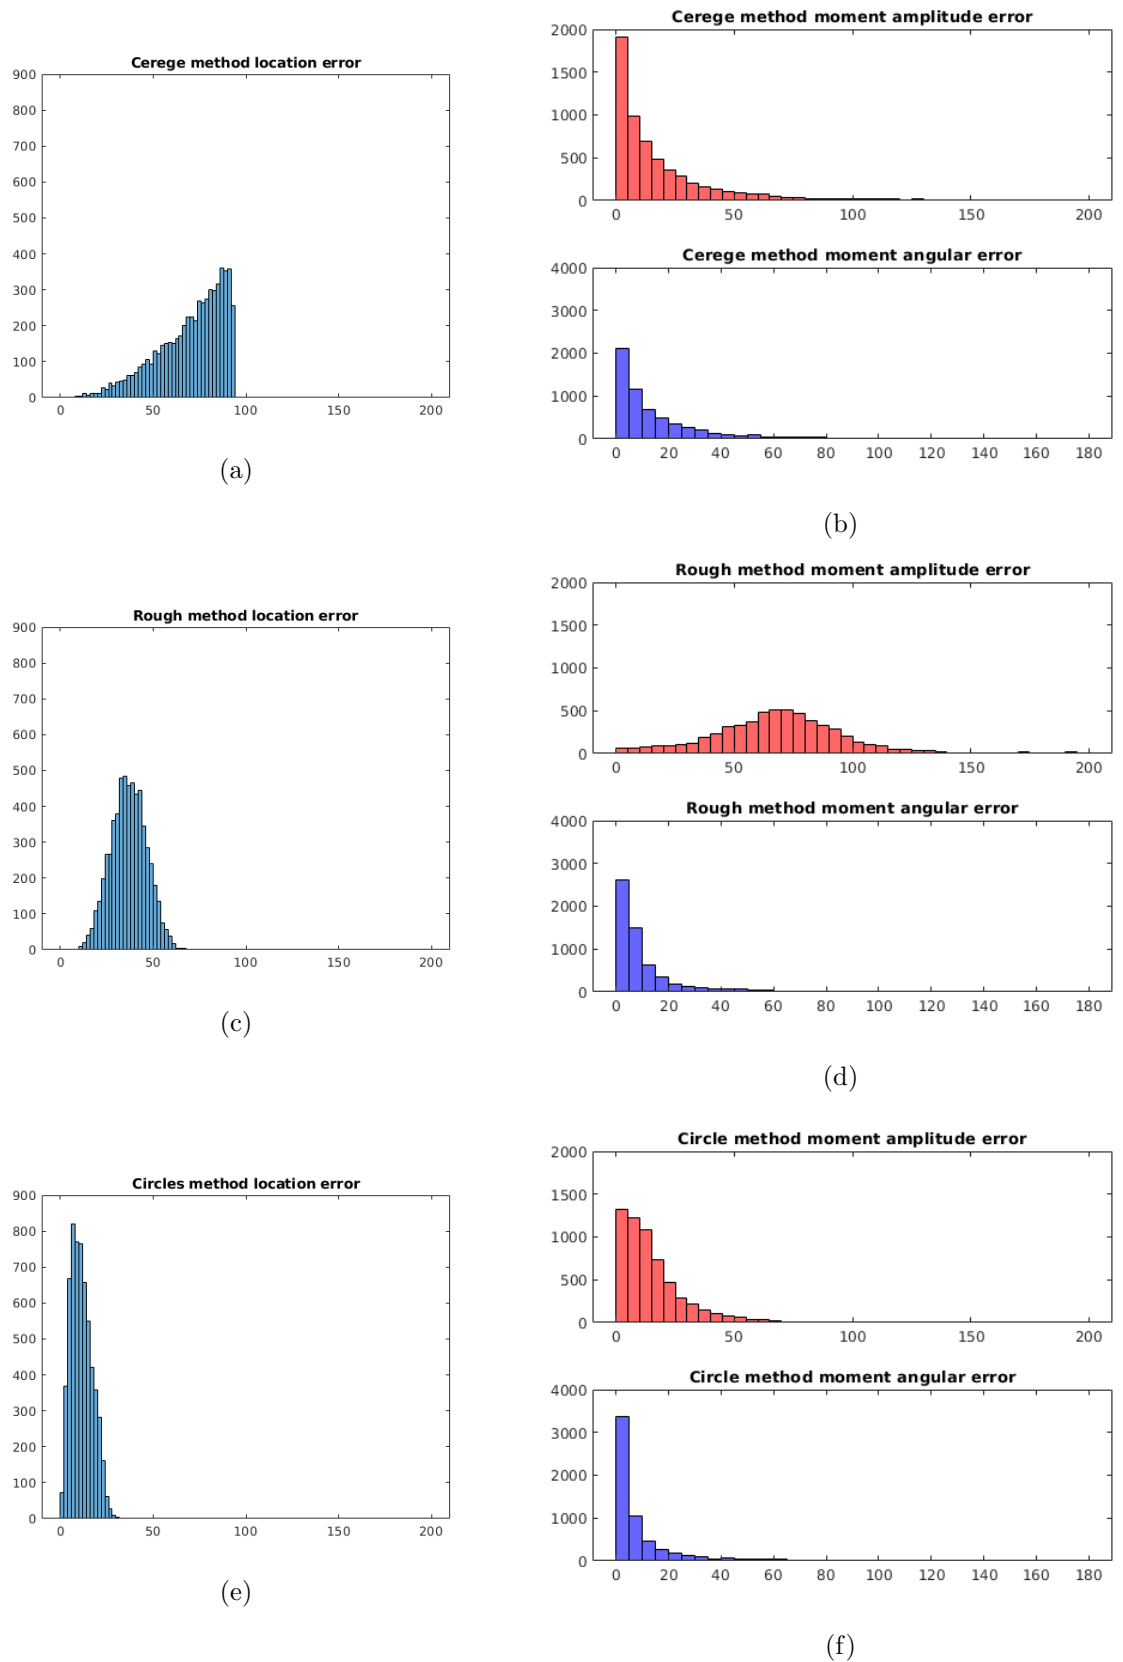 Cerege method location error
900
800
700
600
500
400
300
200
100
0
0 50 100 150 200
(a)
Cerege method moment amplitude error
2000
1500
1000
500
0
0 50 100 150 200
Cerege method moment angular error
4000
3000
2000
1000
0
0 20 40 60 80 100 120 140 160 180
(b)
Rough method location error
900
800
700
600
500
400
300
200
100
0
0 50 100 150 200
(c)
Rough method moment amplitude error
2000
1500
1000
500
0
0 50 100 150 200
Rough method moment angular error
4000
3000
2000
1000
0
0 20 40 60 80 100 120 140 160 180
(d)
Circles method location error
900
800
700
600
500
400
300
200
100
0
0 50 100 150 200
(e)
Circle method moment amplitude error
2000
1500
1000
500
0
0 50 100 150 200
Circle method moment angular error
4000
3000
2000
1000
0
0 20 40 60 80 100 120 140 160 180
(f)